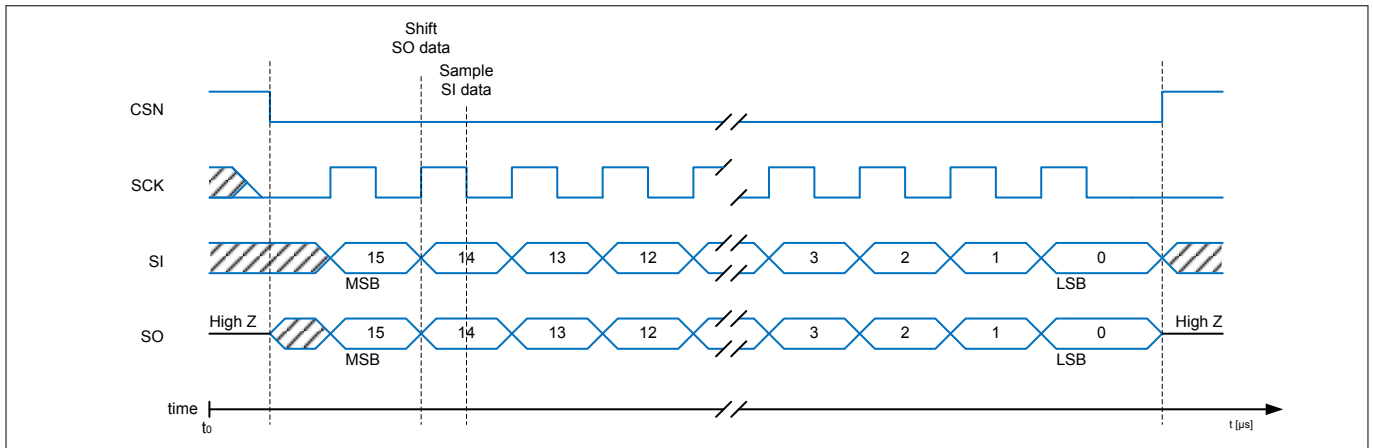 Shift
SO data
Sample
SI data
CSN
SCK
SI
15
14
13
12
3
2
1
0
MSB
LSB
SO
High Z
15
14
13
12
3
2
1
0
High Z
MSB
LSB
time
t0
t [µs]